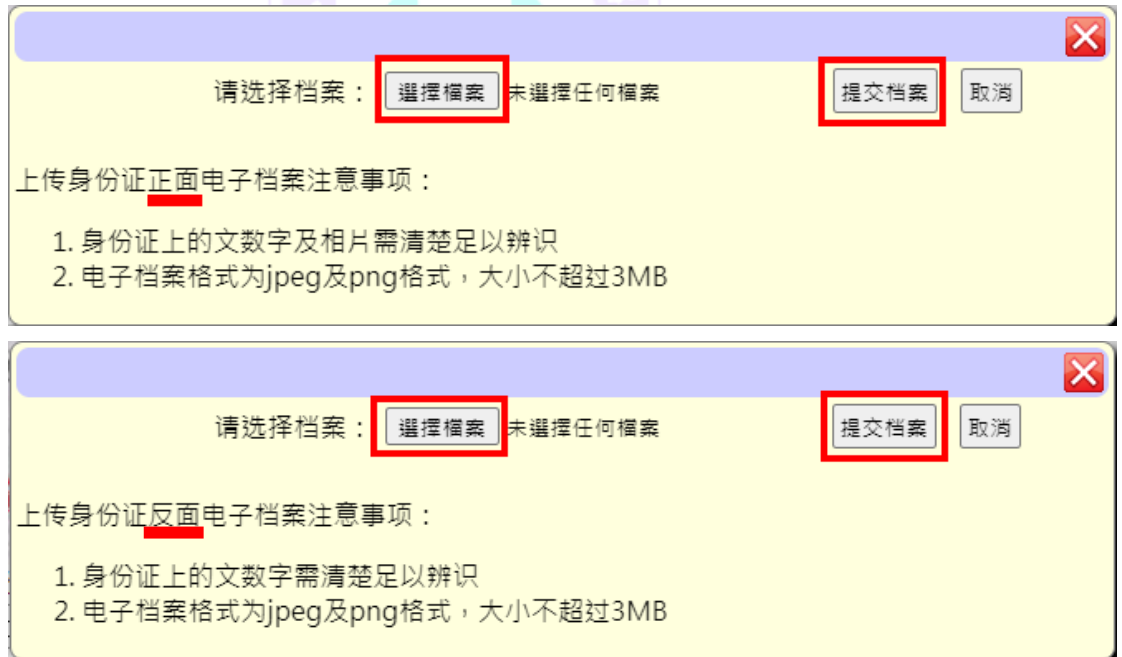 请选择档案： 選擇檔案 未選擇任何檔案 提交档案 取消
上传身份证正面电子档案注意事项：
1. 身份证上的文数字及相片需清楚足以辨识
2. 电子档案格式为jpeg及png格式，大小不超过3MB
请选择档案： 選擇檔案 未選擇任何檔案 提交档案 取消
上传身份证反面电子档案注意事项：
1. 身份证上的文数字需清楚足以辨识
2. 电子档案格式为jpeg及png格式，大小不超过3MB